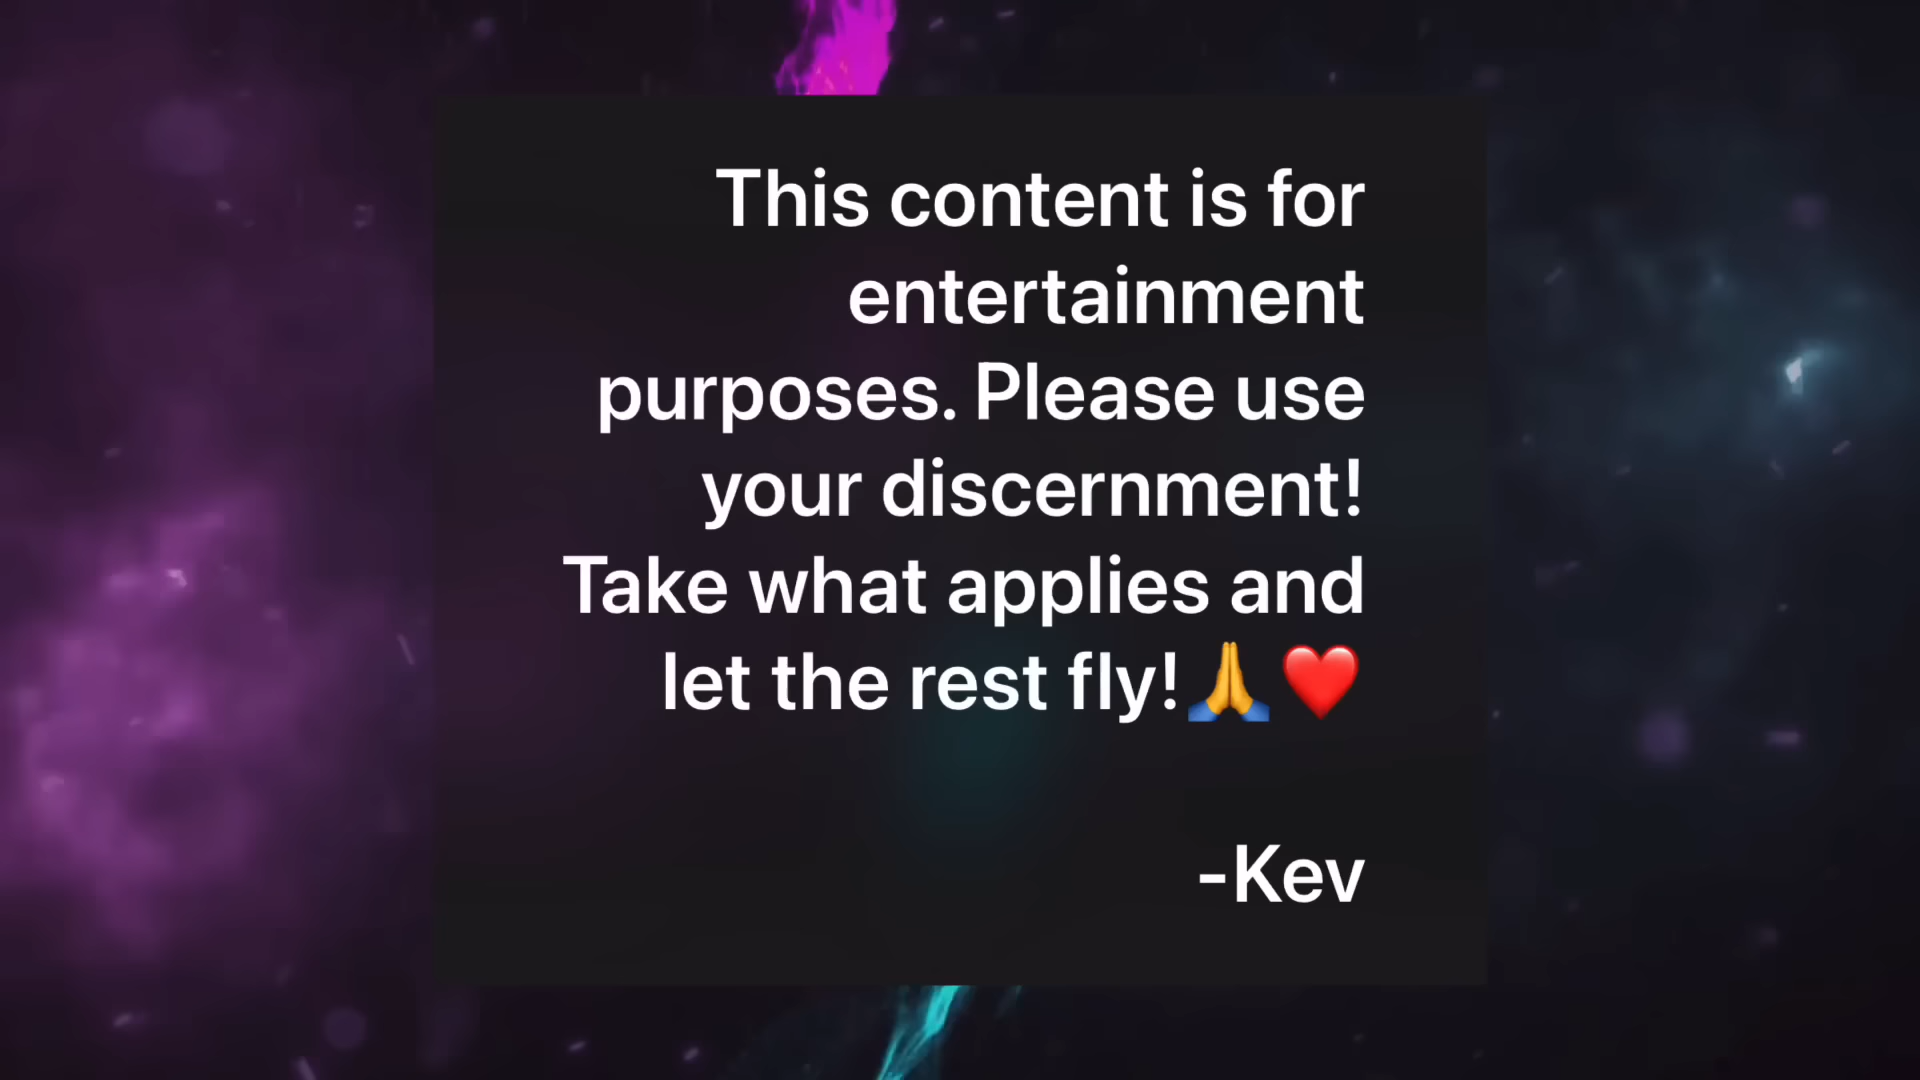 This content is for
entertainment
purposes. Please use
your discernment!
Take what applies and
let the rest fly!🙏❤️
-Kev